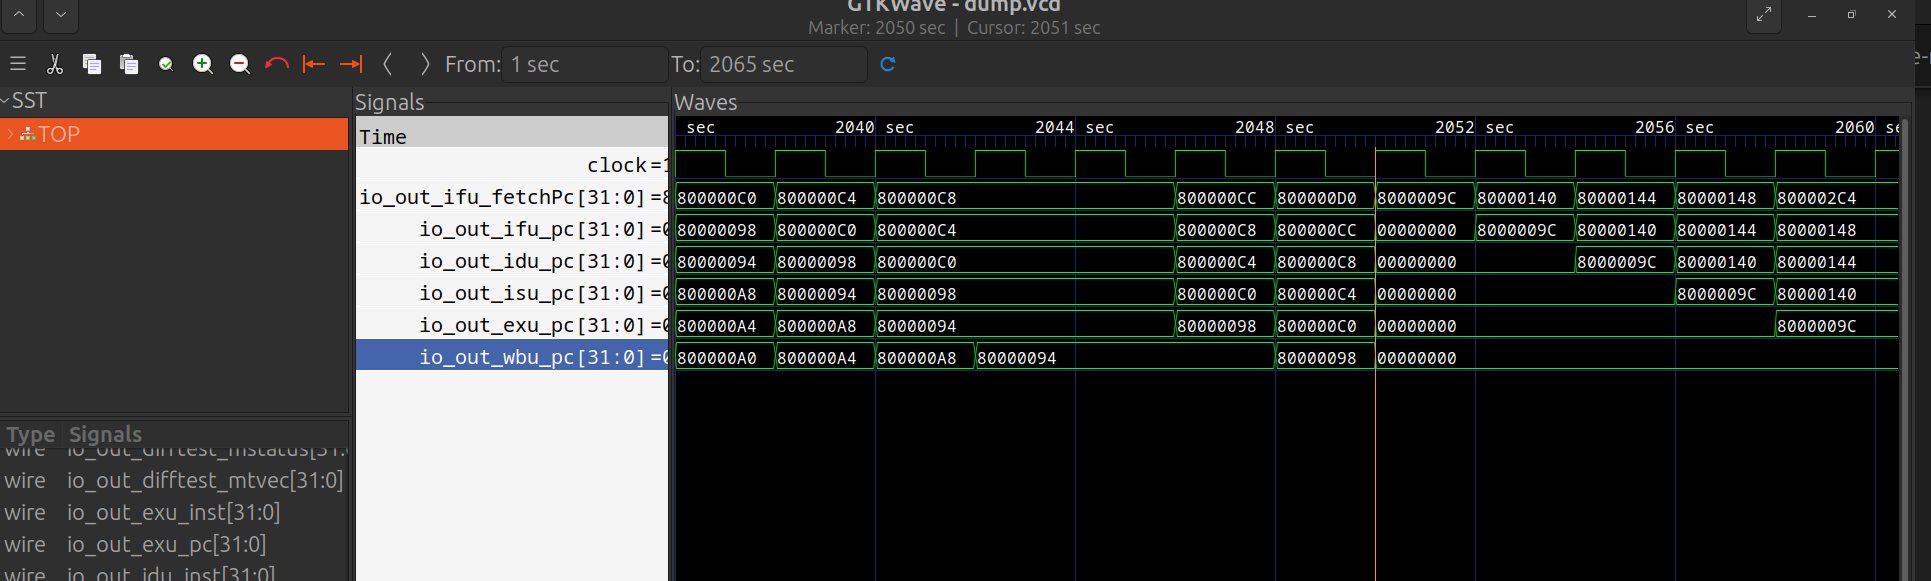 GTKWave - dump.vcd
Marker: 2050 sec | Cursor: 2051 sec
From: 1 sec To: 2065 sec
SST
TOP
Signals
Waves
Time
sec 2040 sec 2044 sec 2048 sec 2052 sec 2056 sec 2060 se
clock=1
io_out_ifu_fetchPc[31:0]=8 800000C0 800000C4 800000C8 800000CC 800000D0 8000009C 80000140 80000144 80000148 800002C4
io_out_ifu_pc[31:0]=0 80000098 800000C0 800000C4 800000C8 800000CC 00000000 8000009C 80000140 80000144 80000148
io_out_idu_pc[31:0]=0 80000094 80000098 800000C0 800000C4 800000C8 00000000 8000009C 80000140 80000144
io_out_isu_pc[31:0]=0 800000A8 80000094 80000098 800000C0 800000C4 00000000 8000009C 80000140
io_out_exu_pc[31:0]=0 800000A4 800000A8 80000094 80000098 800000C0 00000000 8000009C
io_out_wbu_pc[31:0]=0 800000A0 800000A4 800000A8 80000094 80000098 00000000
Type Signals
wire io_out_difftest_mstatus[31:0
wire io_out_difftest_mtvec[31:0]
wire io_out_exu_inst[31:0]
wire io_out_exu_pc[31:0]
wire io_out_idu_inst[31:0]